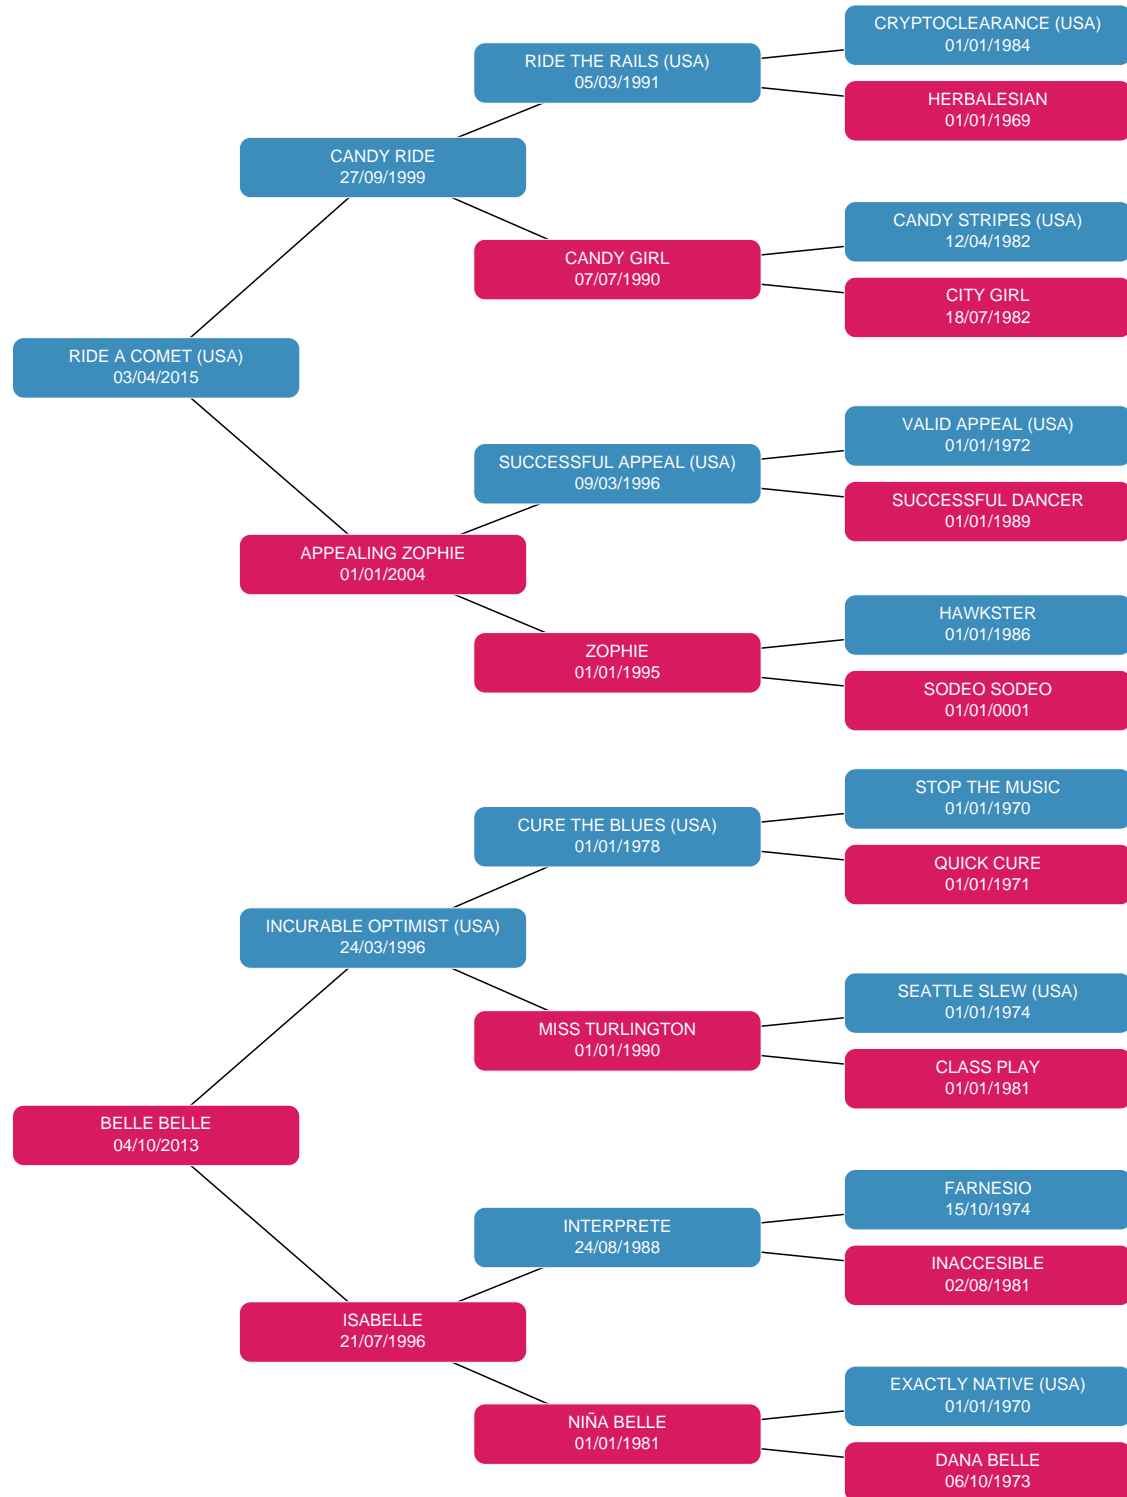 CRYPTOCLEARANCE (USA)
01/01/1984
RIDE THE RAILS (USA)
05/03/1991
HERBALESIAN
01/01/1969
CANDY RIDE
27/09/1999
CANDY STRIPES (USA)
12/04/1982
CANDY GIRL
07/07/1990
CITY GIRL
18/07/1982
RIDE A COMET (USA)
03/04/2015
VALID APPEAL (USA)
01/01/1972
SUCCESSFUL APPEAL (USA)
09/03/1996
SUCCESSFUL DANCER
01/01/1989
APPEALING ZOPHIE
01/01/2004
HAWKSTER
01/01/1986
ZOPHIE
01/01/1995
SODEO SODEO
01/01/0001
STOP THE MUSIC
01/01/1970
CURE THE BLUES (USA)
01/01/1978
QUICK CURE
01/01/1971
INCURABLE OPTIMIST (USA)
24/03/1996
SEATTLE SLEW (USA)
01/01/1974
MISS TURLINGTON
01/01/1990
CLASS PLAY
01/01/1981
BELLE BELLE
04/10/2013
FARNESIO
15/10/1974
INTERPRETE
24/08/1988
INACCESIBLE
02/08/1981
ISABELLE
21/07/1996
EXACTLY NATIVE (USA)
01/01/1970
NIÑA BELLE
01/01/1981
DANA BELLE
06/10/1973